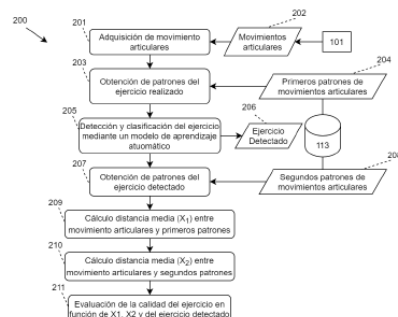 200
201
202
Adquisición de movimiento
articulares
Movimientos
articulares
101
203
204
Obtención de patrones del
ejercicio realizado
Primeros patrones de
movimientos articulares
205
206
Detección y clasificación del ejercicio
mediante un modelo de aprendizaje
atuomático
Ejercicio
Detectado
113
207
208
Obtención de patrones del
ejercicio detectado
Segundos patrones de
movimientos articulares
209
Cálculo distancia media (X₁) entre
movimiento articulares y primeros patrones
210
Cálculo distancia media (X₂) entre
movimiento articulares y segundos patrones
211
Evaluación de la calidad del ejercicio en
función de X1, X2 y del ejercicio detectado